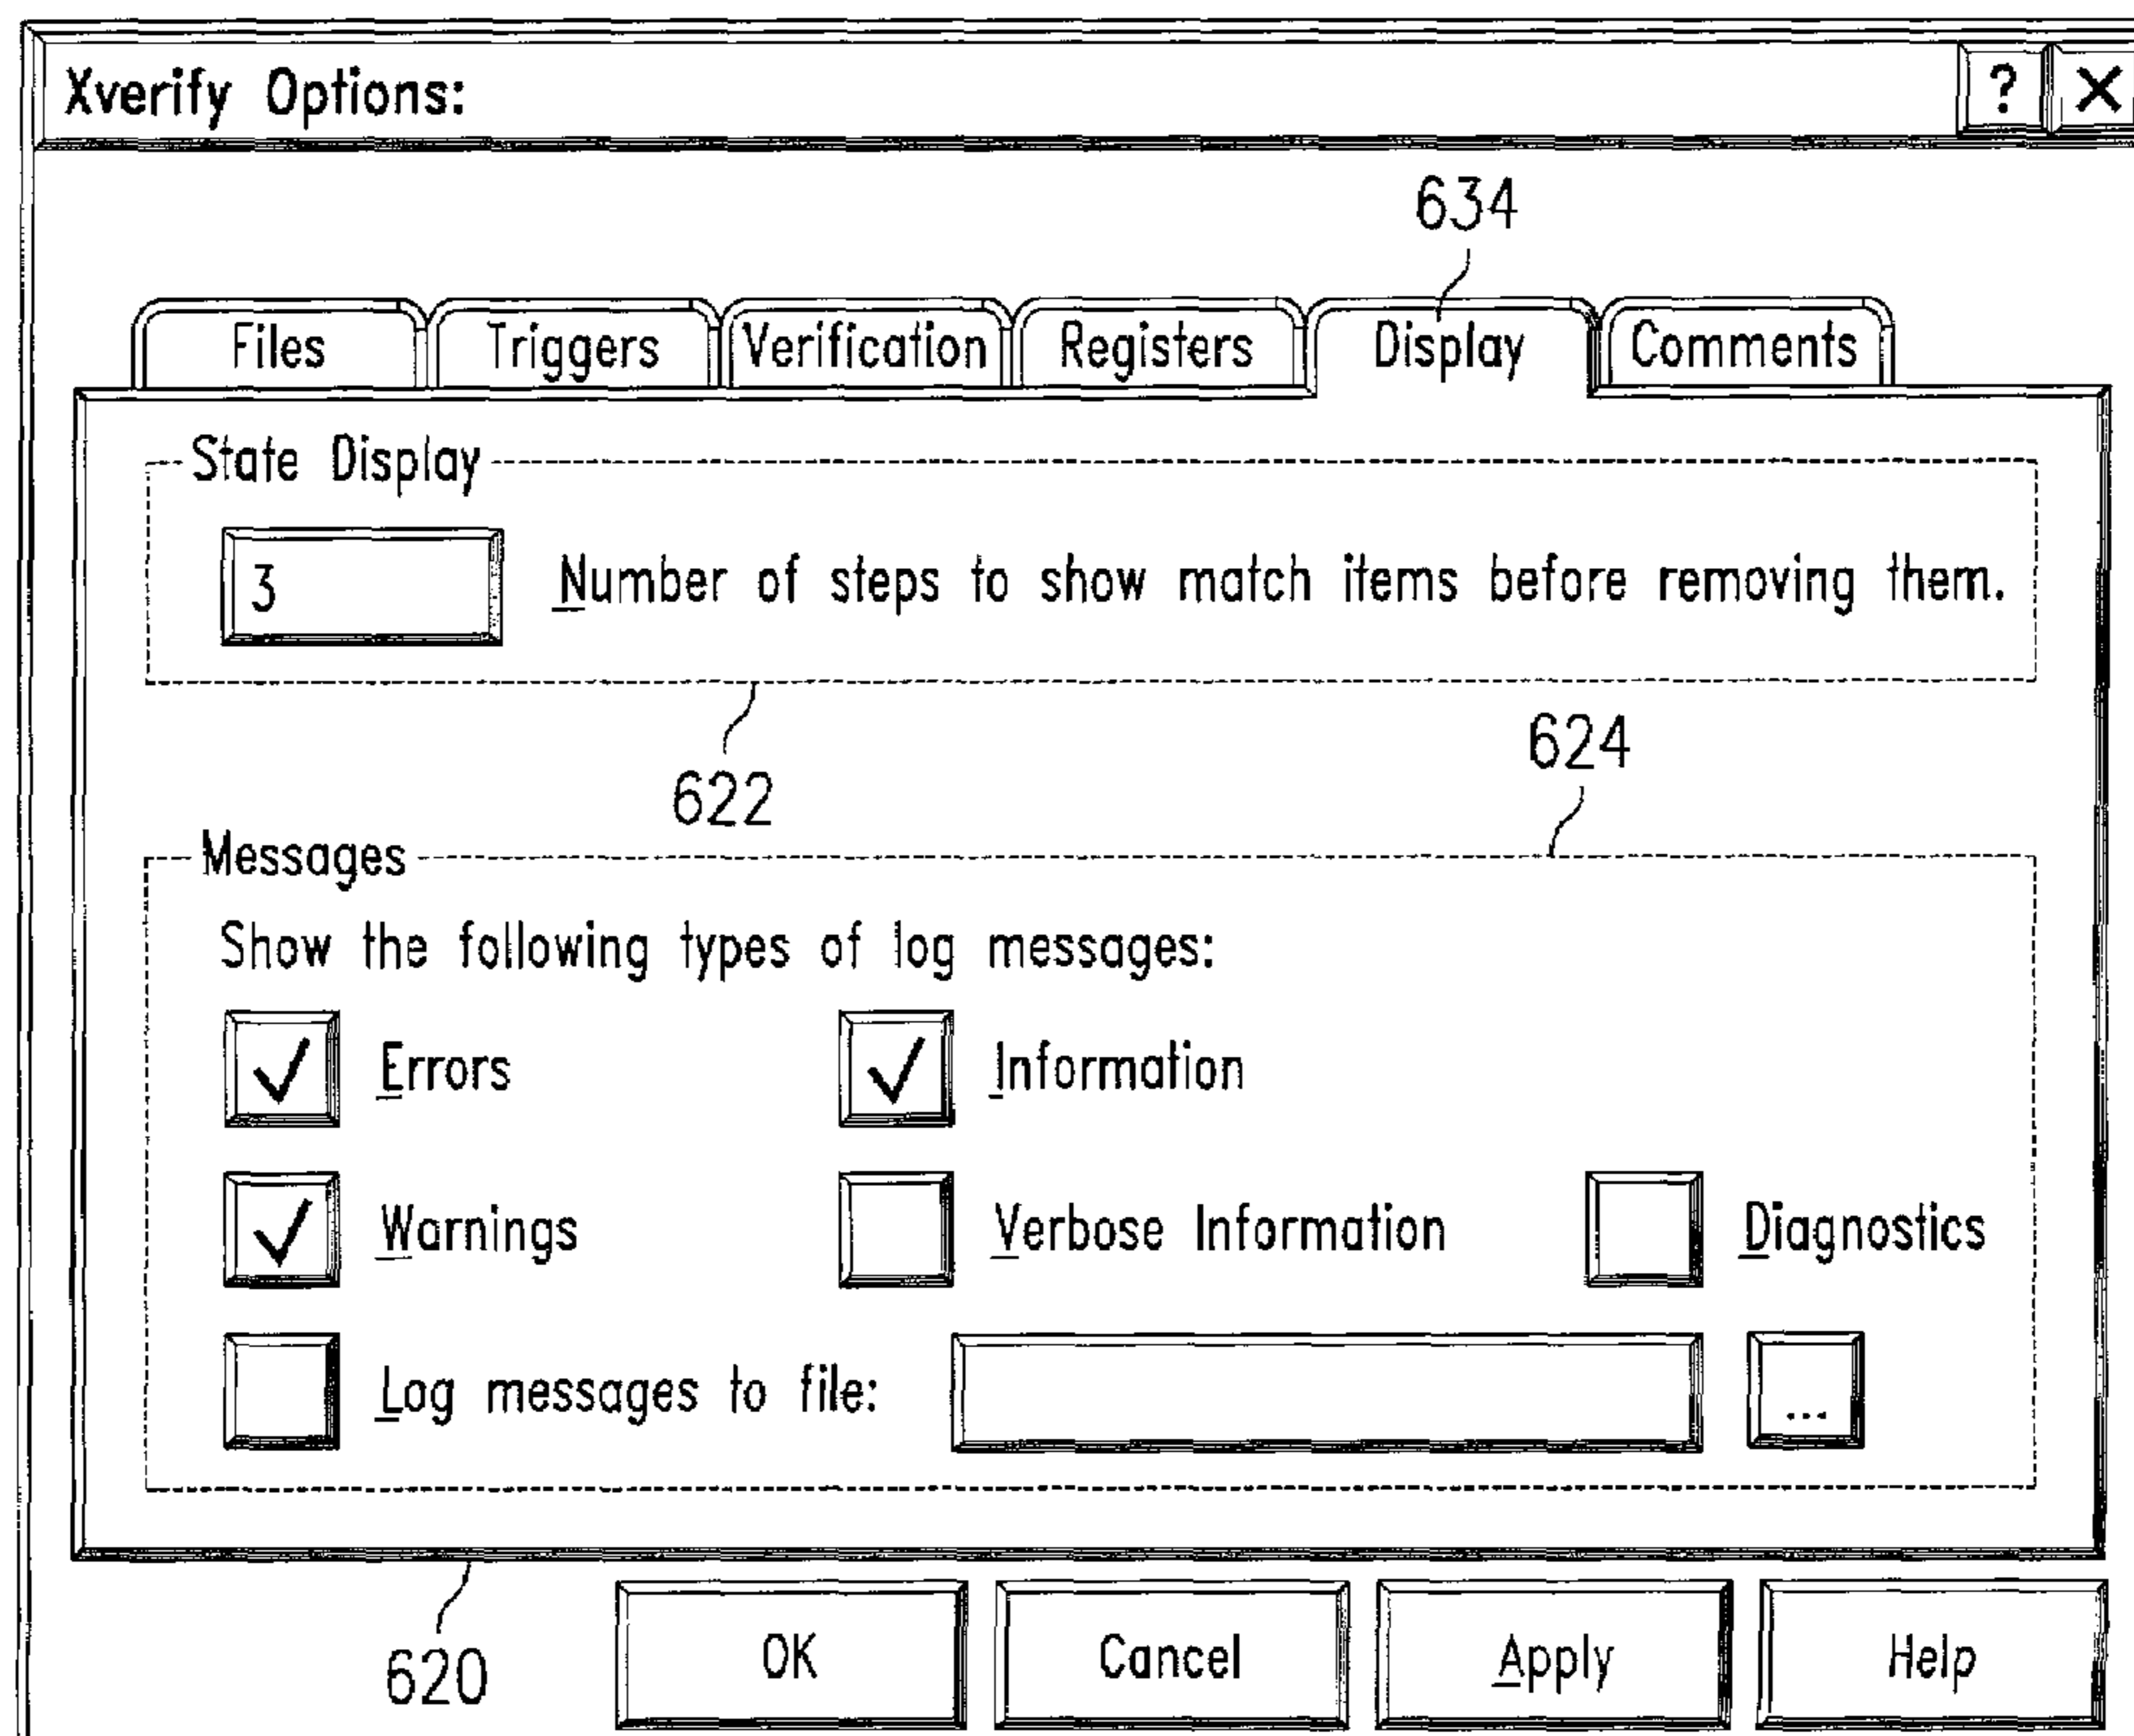 Xverify Options: ? X
634
Files Triggers Verification Registers Display Comments
State Display
3 Number of steps to show match items before removing them.
622
624
Messages
Show the following types of log messages:
✓ Errors ✓ Information
✓ Warnings Verbose Information Diagnostics
Log messages to file: ...
620
OK Cancel Apply Help